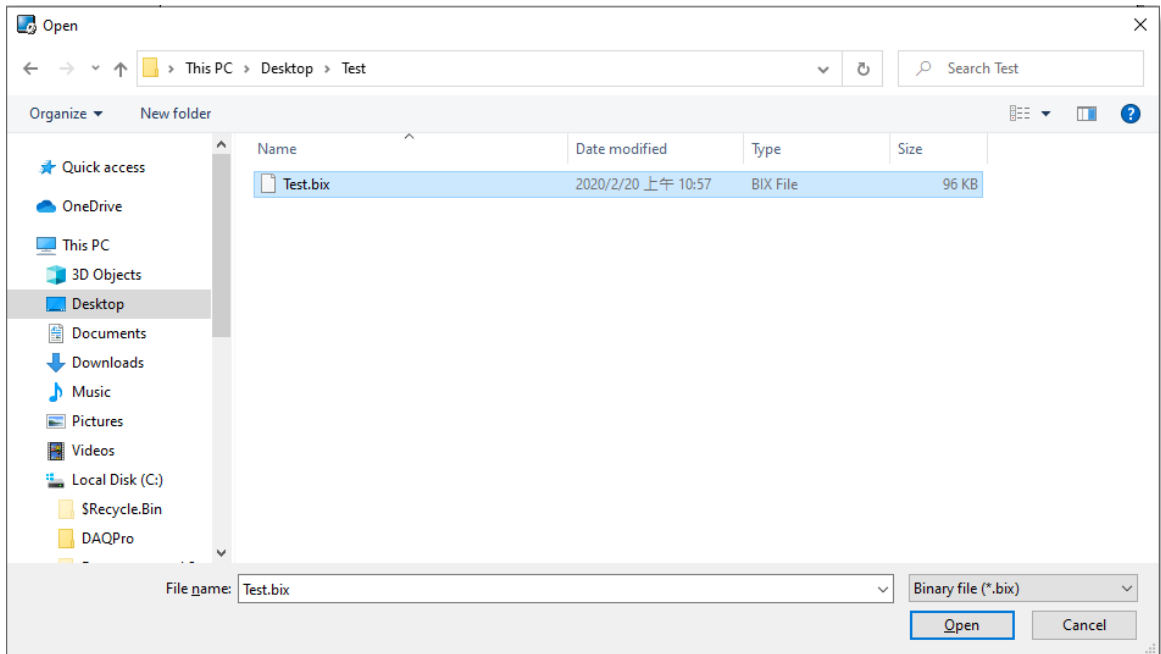 Open
This PC > Desktop > Test
Search Test
Organize
New folder
Name
Date modified
Type
Size
Test.bix
2020/2/20 上午 10:57
BIX File
96 KB
Quick access
OneDrive
This PC
3D Objects
Desktop
Documents
Downloads
Music
Pictures
Videos
Local Disk (C:)
$Recycle.Bin
DAQPro
File name:
Test.bix
Binary file (*.bix)
Open
Cancel